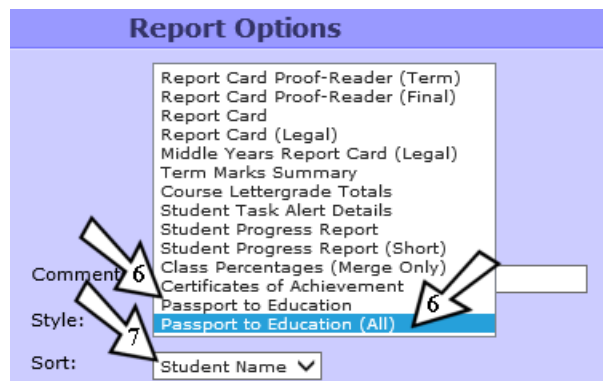 Report Options
Report Card Proof-Reader (Term)
Report Card Proof-Reader (Final)
Report Card
Report Card (Legal)
Middle Years Report Card (Legal)
Term Marks Summary
Course Lettergrade Totals
Student Task Alert Details
Student Progress Report
Student Progress Report (Short)
Comment 6 Class Percentages (Merge Only)
Certificates of Achievement
Passport to Education 6
Style: Passport to Education (All)
7
Sort: Student Name